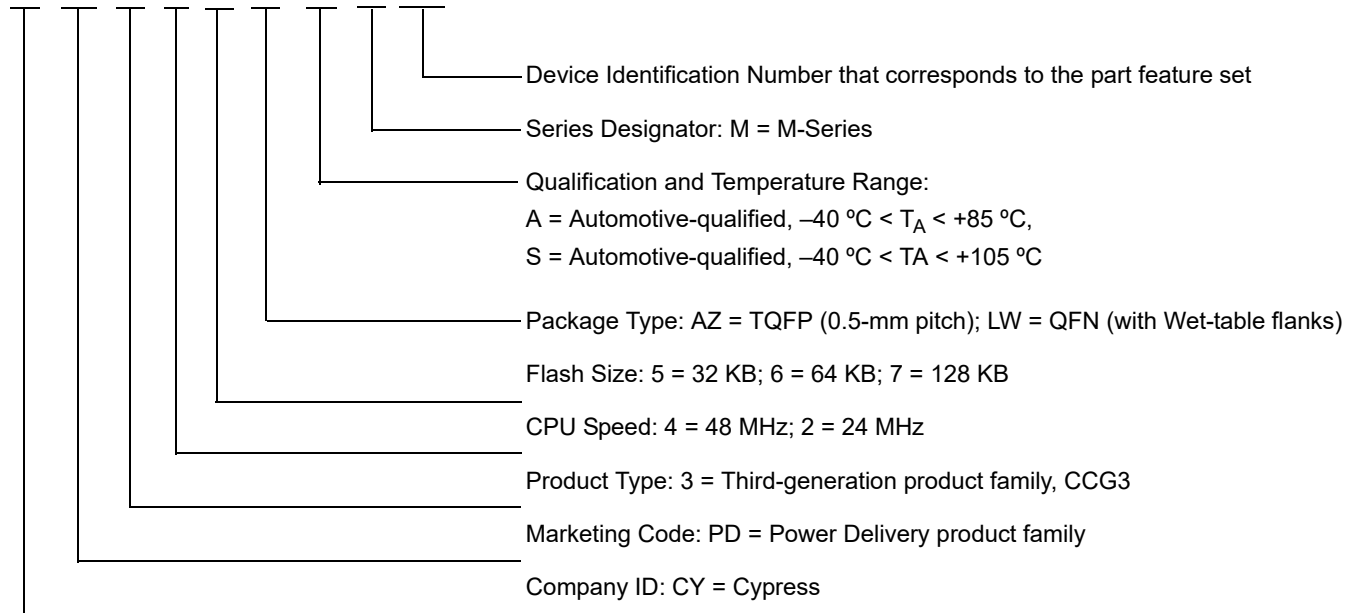 Device Identification Number that corresponds to the part feature set
Series Designator: M = M-Series
Qualification and Temperature Range:
A = Automotive-qualified, –40 ºC < TA < +85 ºC,
S = Automotive-qualified, –40 ºC < TA < +105 ºC
Package Type: AZ = TQFP (0.5-mm pitch); LW = QFN (with Wet-table flanks)
Flash Size: 5 = 32 KB; 6 = 64 KB; 7 = 128 KB
CPU Speed: 4 = 48 MHz; 2 = 24 MHz
Product Type: 3 = Third-generation product family, CCG3
Marketing Code: PD = Power Delivery product family
Company ID: CY = Cypress